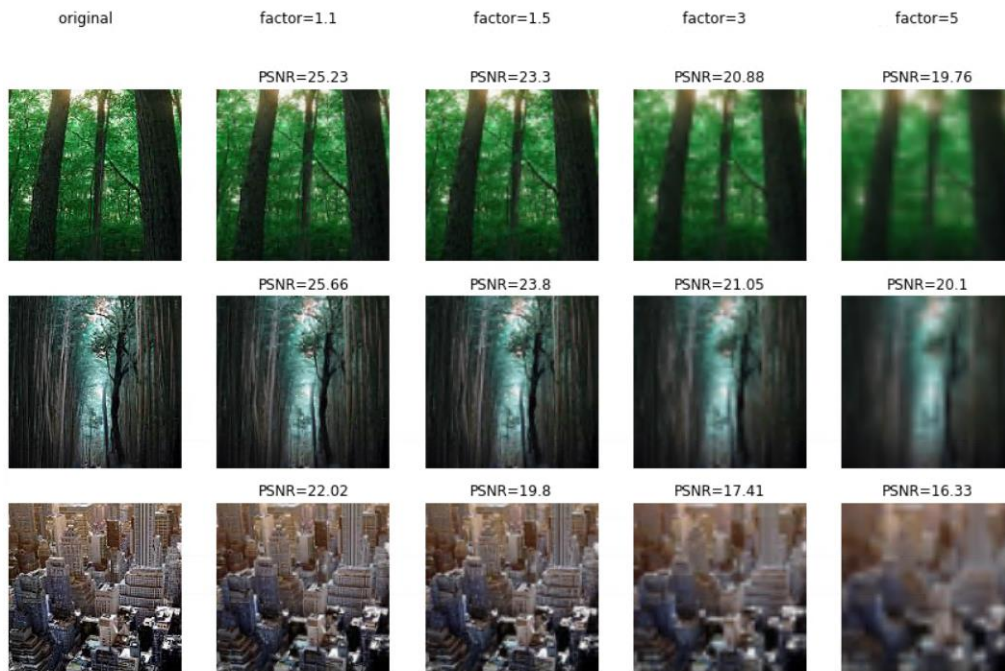 original factor=1.1 factor=1.5 factor=3 factor=5
PSNR=25.23 PSNR=23.3 PSNR=20.88 PSNR=19.76
PSNR=25.66 PSNR=23.8 PSNR=21.05 PSNR=20.1
PSNR=22.02 PSNR=19.8 PSNR=17.41 PSNR=16.33